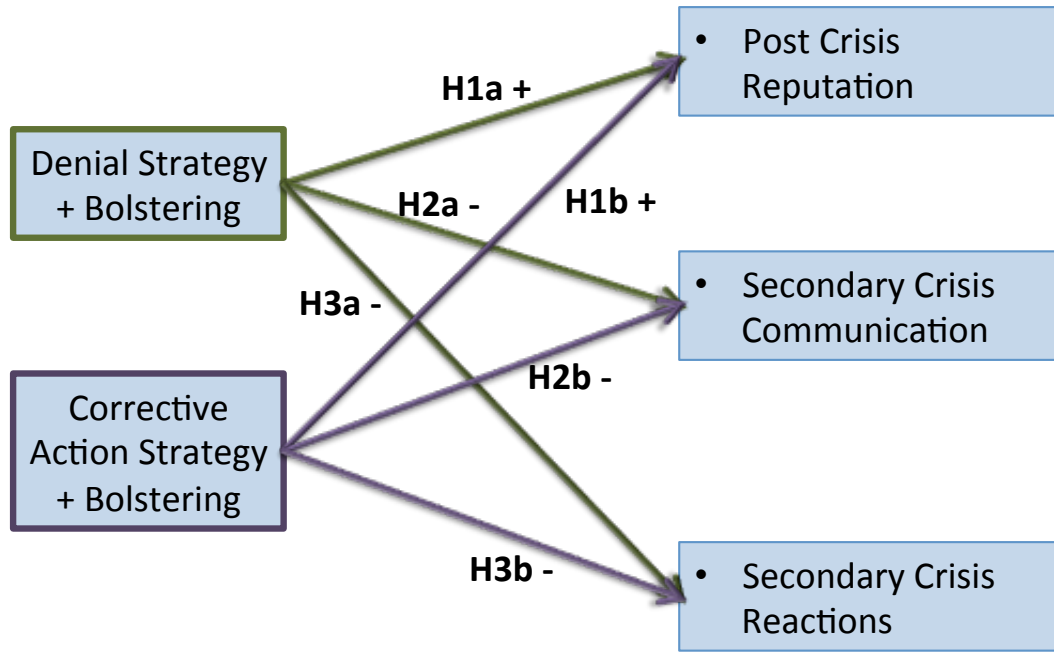 • Post Crisis
Reputation
H1a +
Denial Strategy
+ Bolstering
H2a -
H1b +
H3a -
• Secondary Crisis
Communication
H2b -
Corrective
Action Strategy
+ Bolstering
H3b -
• Secondary Crisis
Reactions